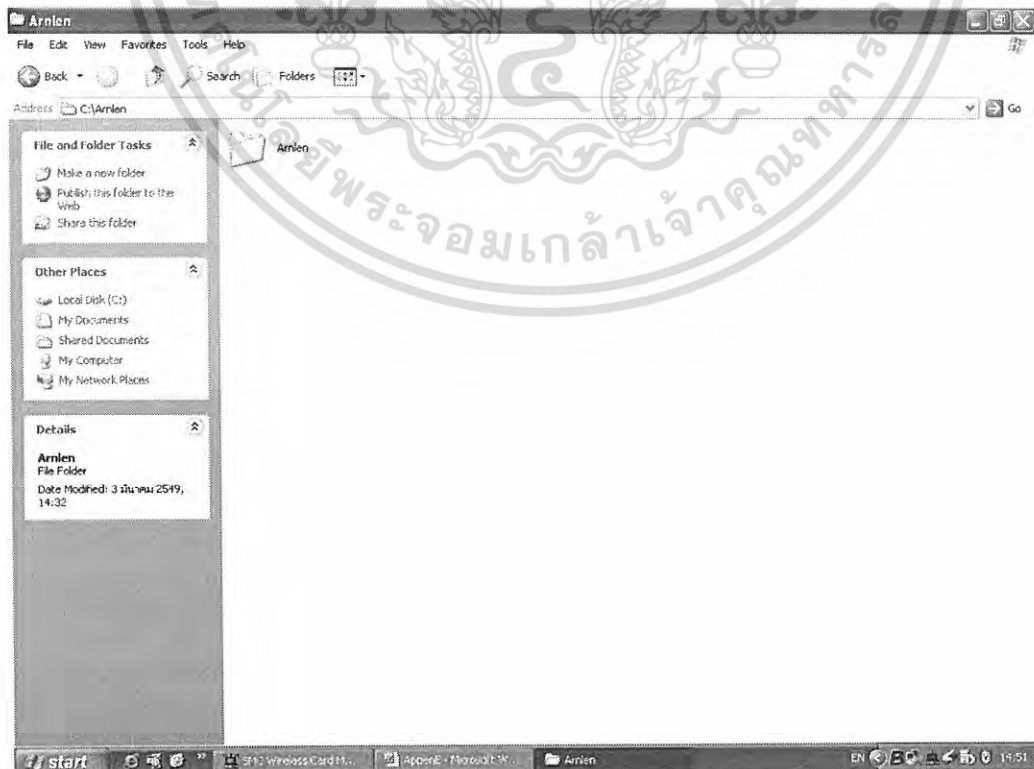 Arnlen
File Edit View Favorites Tools Help
Back Search Folders
Address C:\Arnlen Go
File and Folder Tasks
Make a new folder
Publish this folder to the
Web
Share this folder
Arnlen
Other Places
Local Disk (C:)
My Documents
Shared Documents
My Computer
My Network Places
Details
Arnlen
File Folder
Date Modified: 3 มีนาคม 2549,
14:32
พระจอมเกล้าเจ้าคุณทหาร
start Wireless Card M... AppenE - Microsoft W... Arnlen EN 14:51